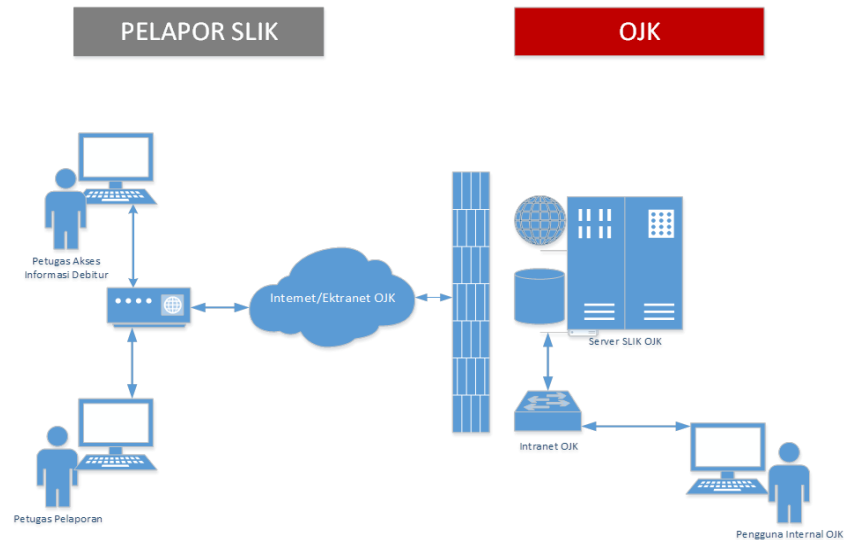 PELAPOR SLIK
OJK
Petugas Akses
Informasi Debitur
Internet/Ektranet OJK
Server SLIK OJK
Intranet OJK
Petugas Pelaporan
Pengguna Internal OJK